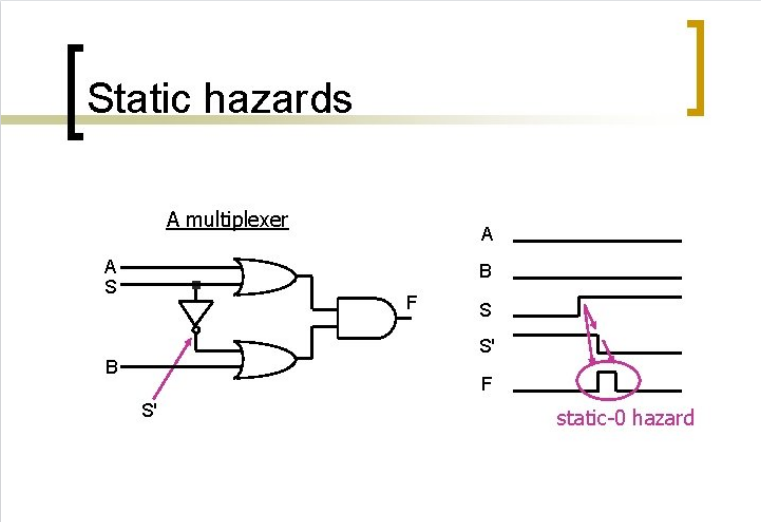 Static hazards
A multiplexer
A
S
B
S'
F
A
B
S
S'
F
static-0 hazard